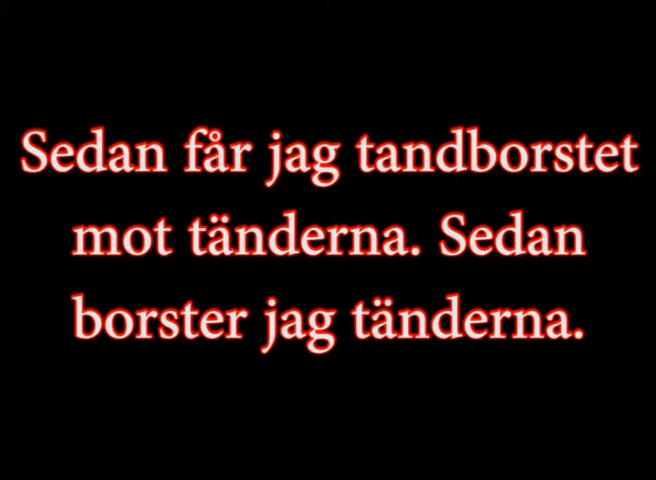 Sedan får jag tandborstet
mot tänderna. Sedan
borster jag tänderna.